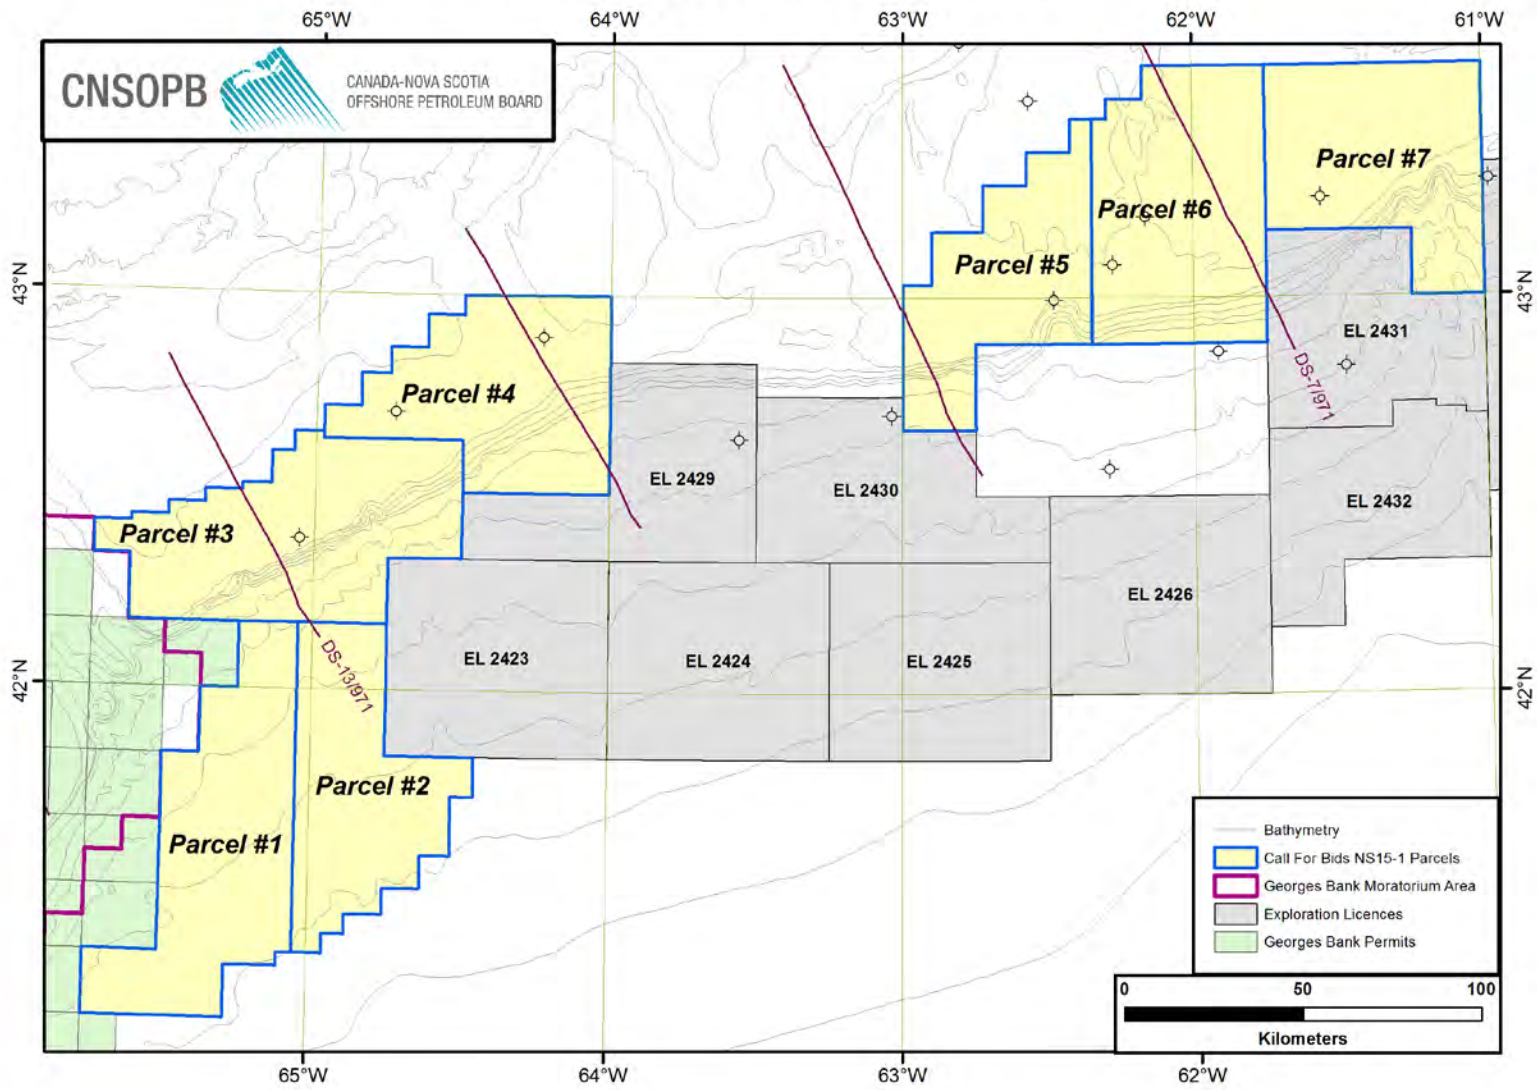 65°W 64°W 63°W 62°W 61°W
CNSOPB
CANADA-NOVA SCOTIA
OFFSHORE PETROLEUM BOARD
Parcel #7
Parcel #6
Parcel #5
43°N
43°N
EL 2431
DS-7/971
Parcel #4
EL 2429
EL 2430
EL 2432
Parcel #3
EL 2426
EL 2423
EL 2424
EL 2425
DS-13/971
42°N
42°N
Parcel #2
Parcel #1
Bathymetry
Call For Bids NS15-1 Parcels
Georges Bank Moratorium Area
Exploration Licences
Georges Bank Permits
0 50 100
Kilometers
65°W 64°W 63°W 62°W